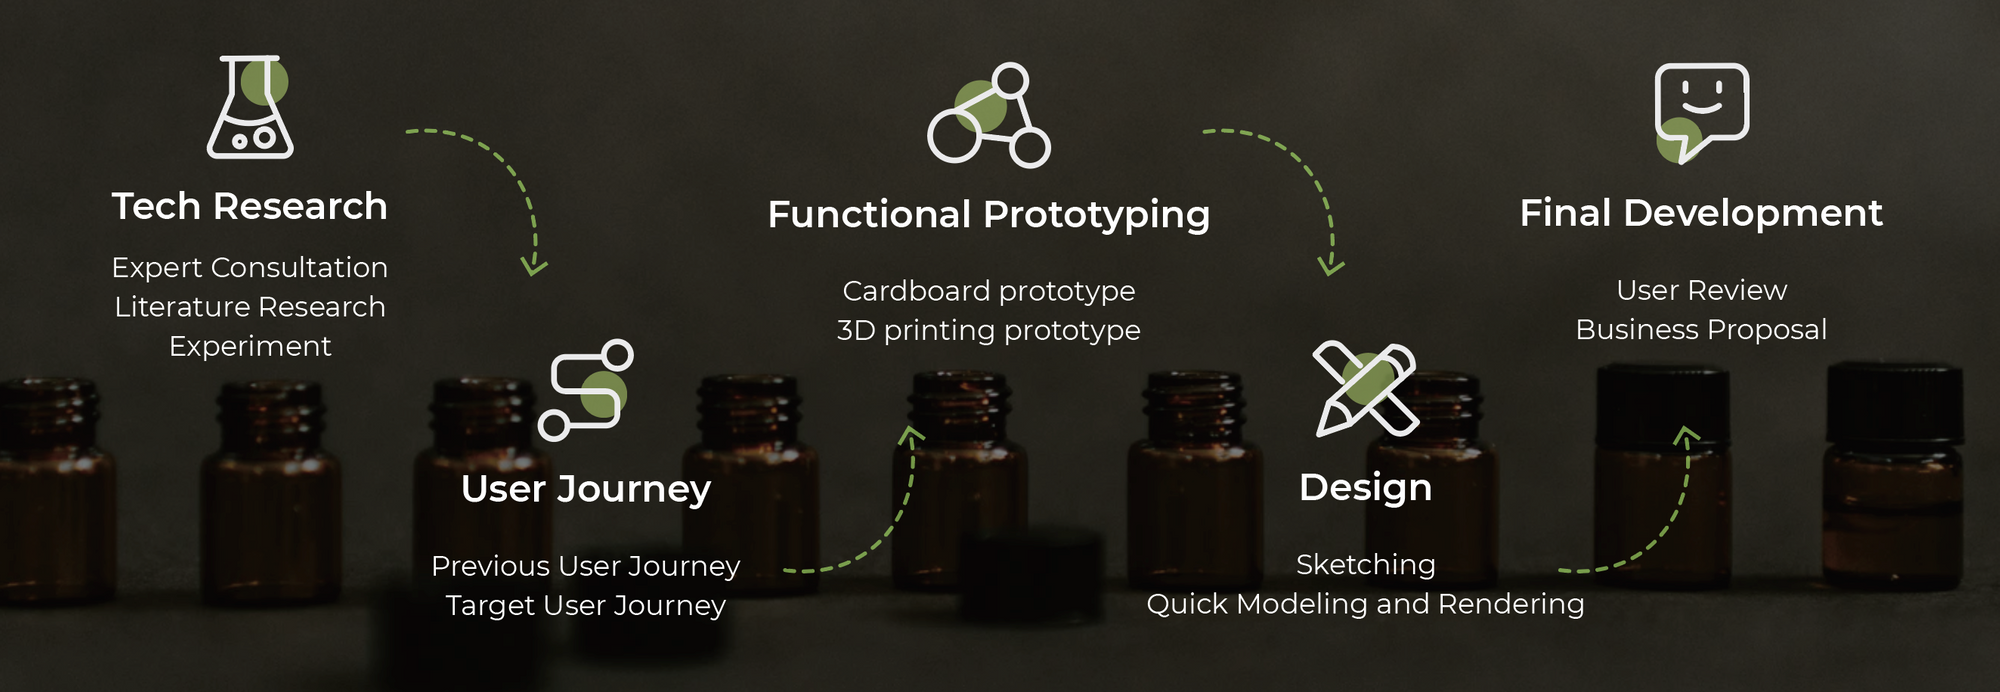 Tech Research
Expert Consultation
Literature Research
Experiment
User Journey
Previous User Journey
Target User Journey
Functional Prototyping
Cardboard prototype
3D printing prototype
Design
Sketching
Quick Modeling and Rendering
Final Development
User Review
Business Proposal